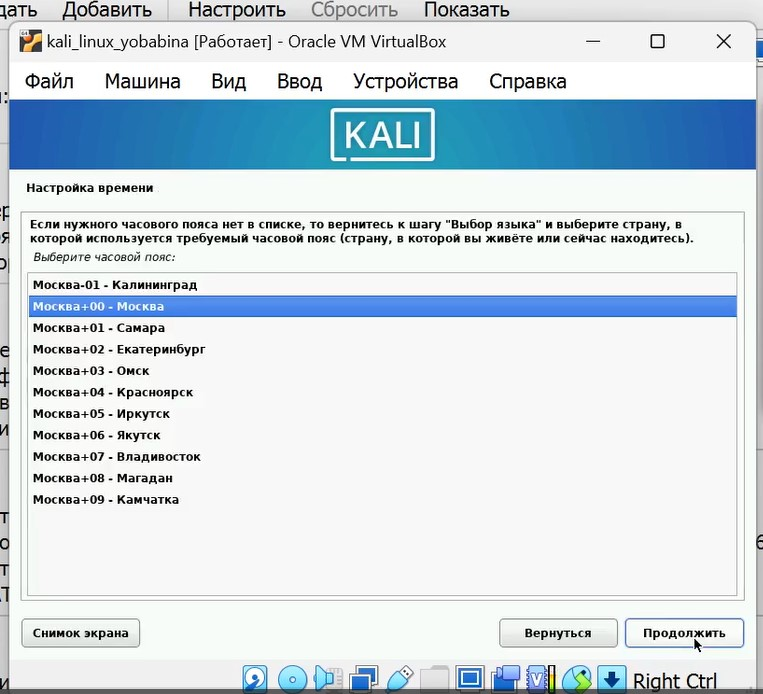 Добавить Настроить Сбросить Показать
kali_linux_yobabina [Работает] - Oracle VM VirtualBox
Файл Машина Вид Ввод Устройства Справка
KALI
Настройка времени
Если нужного часового пояса нет в списке, то вернитесь к шагу "Выбор языка" и выберите страну, в
которой используется требуемый часовой пояс (страну, в которой вы живёте или сейчас находитесь).
Выберите часовой пояс:
Москва-01 - Калининград
Москва+00 - Москва
Москва+01 - Самара
Москва+02 - Екатеринбург
Москва+03 - Омск
Москва+04 - Красноярск
Москва+05 - Иркутск
Москва+06 - Якутск
Москва+07 - Владивосток
Москва+08 - Магадан
Москва+09 - Камчатка
Снимок экрана Вернуться Продолжить
Right Ctrl